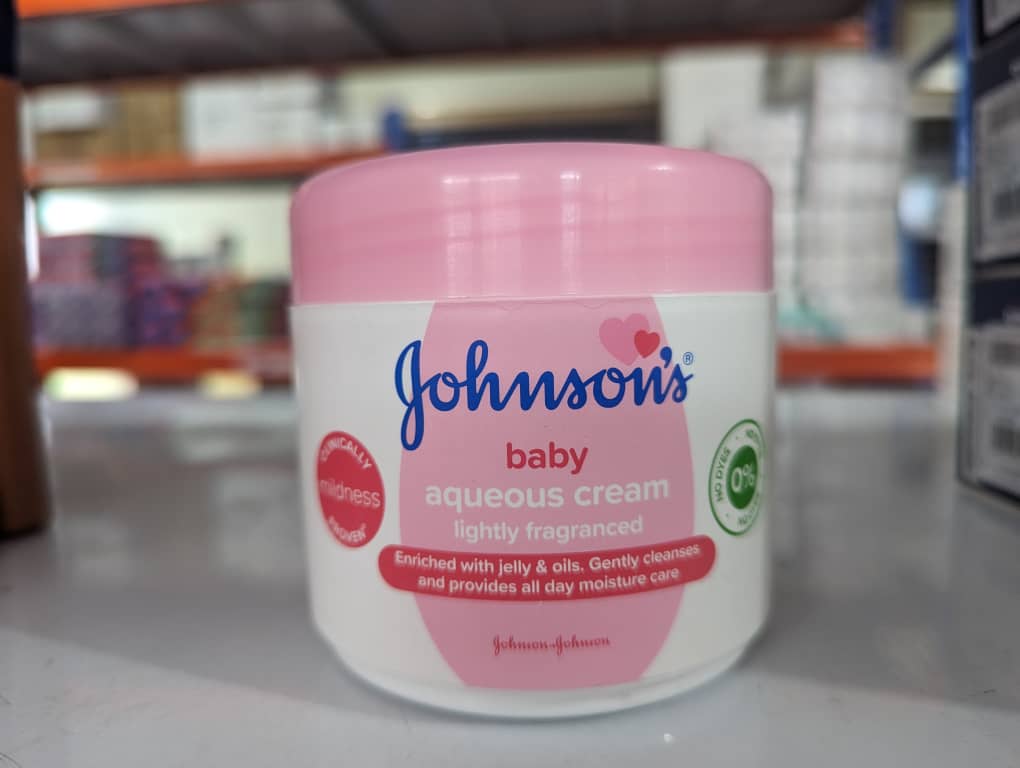 Johnson's®
baby
aqueous cream
lightly fragranced
CLINICALLY
mildness
PROVEN
NO DYES
0%
Enriched with jelly & oils. Gently cleanses
and provides all day moisture care
Johnson & Johnson